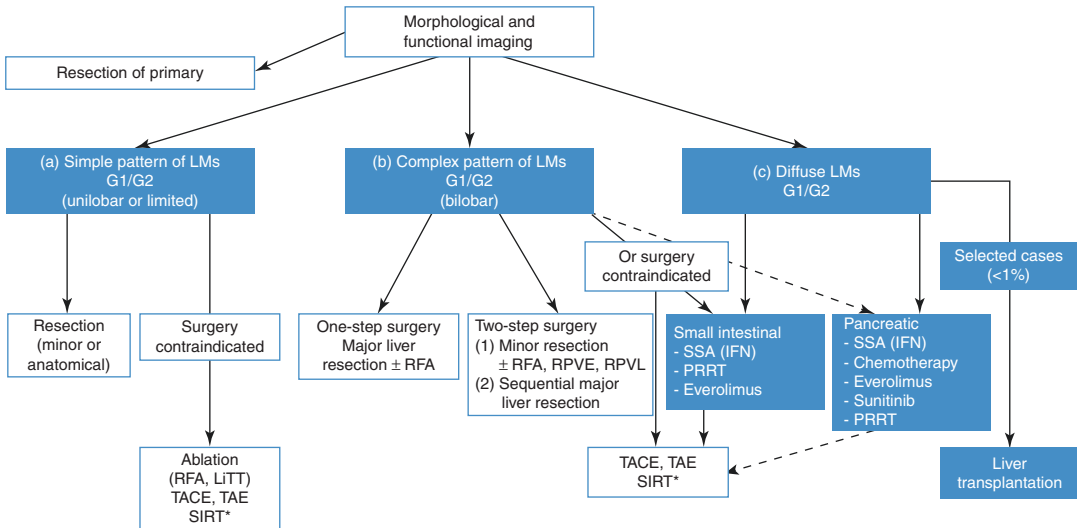 Morphological and
functional imaging
Resection of primary
(a) Simple pattern of LMs
G1/G2
(unilobar or limited)
(b) Complex pattern of LMs
G1/G2
(bilobar)
(c) Diffuse LMs
G1/G2
Or surgery
contraindicated
Selected cases
(<1%)
Resection
(minor or
anatomical)
Surgery
contraindicated
One-step surgery
Major liver
resection ± RFA
Two-step surgery
(1) Minor resection
± RFA, RPVE, RPVL
(2) Sequential major
liver resection
Small intestinal
- SSA (IFN)
- PRRT
- Everolimus
Pancreatic
- SSA (IFN)
- Chemotherapy
- Everolimus
- Sunitinib
- PRRT
Ablation
(RFA, LiTT)
TACE, TAE
SIRT*
TACE, TAE
SIRT*
Liver
transplantation